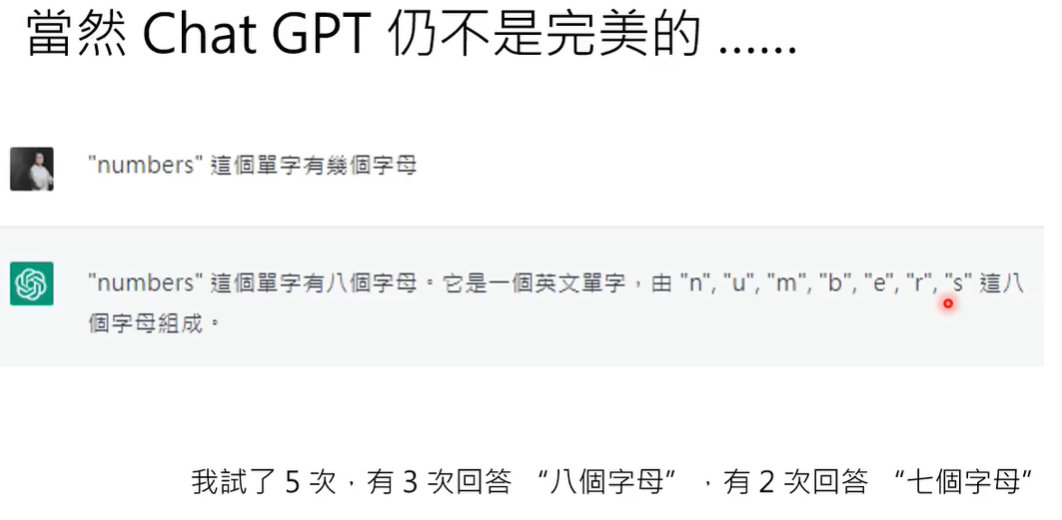 當然 Chat GPT 仍不是完美的 ......
"numbers" 這個單字有幾個字母
"numbers" 這個單字有八個字母。它是一個英文單字，由 "n", "u", "m", "b", "e", "r", "s" 這八
個字母組成。
我試了 5 次，有 3 次回答 “八個字母” ，有 2 次回答 “七個字母”